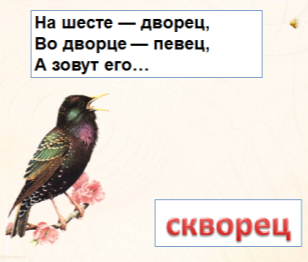 На шесте — дворец,
Во дворце — певец,
А зовут его…
скворец